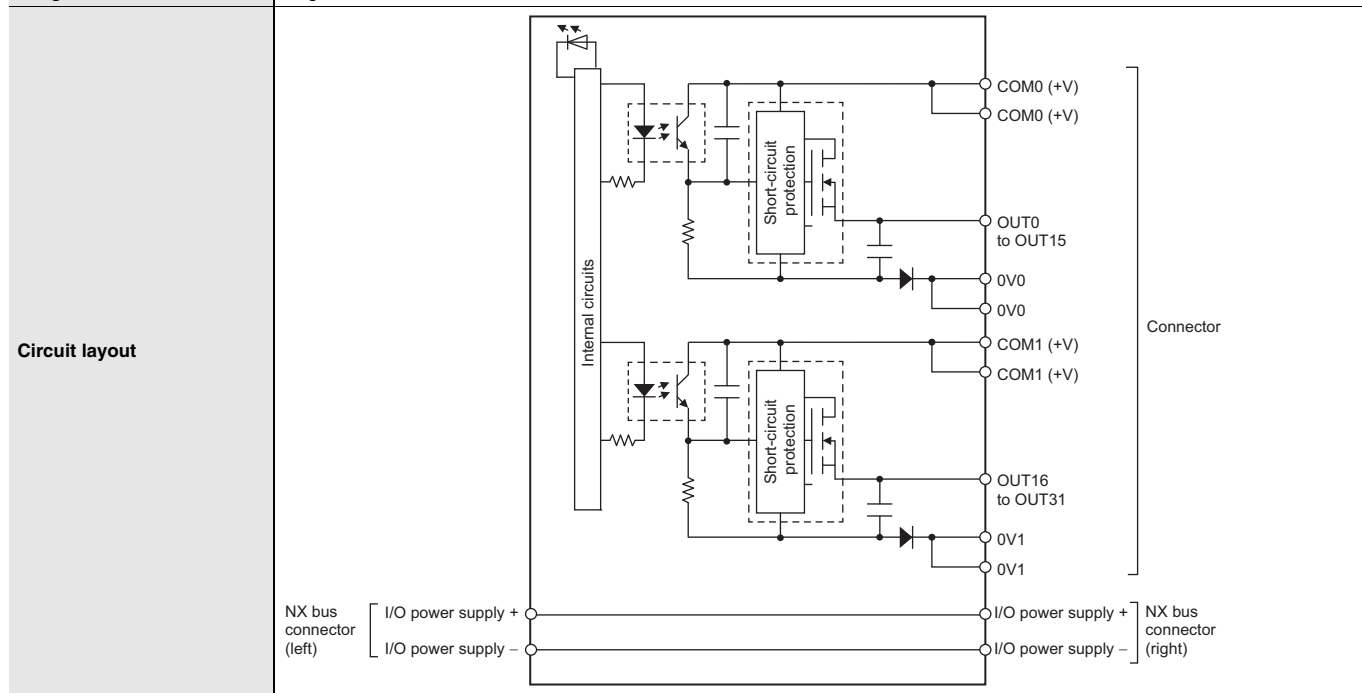 Circuit layout
Internal circuits
Short-circuit
protection
COM0 (+V)
COM0 (+V)
OUT0
to OUT15
0V0
0V0
Short-circuit
protection
COM1 (+V)
COM1 (+V)
OUT16
to OUT31
0V1
0V1
Connector
NX bus
connector
(left)
I/O power supply +
I/O power supply –
I/O power supply +
I/O power supply –
NX bus
connector
(right)